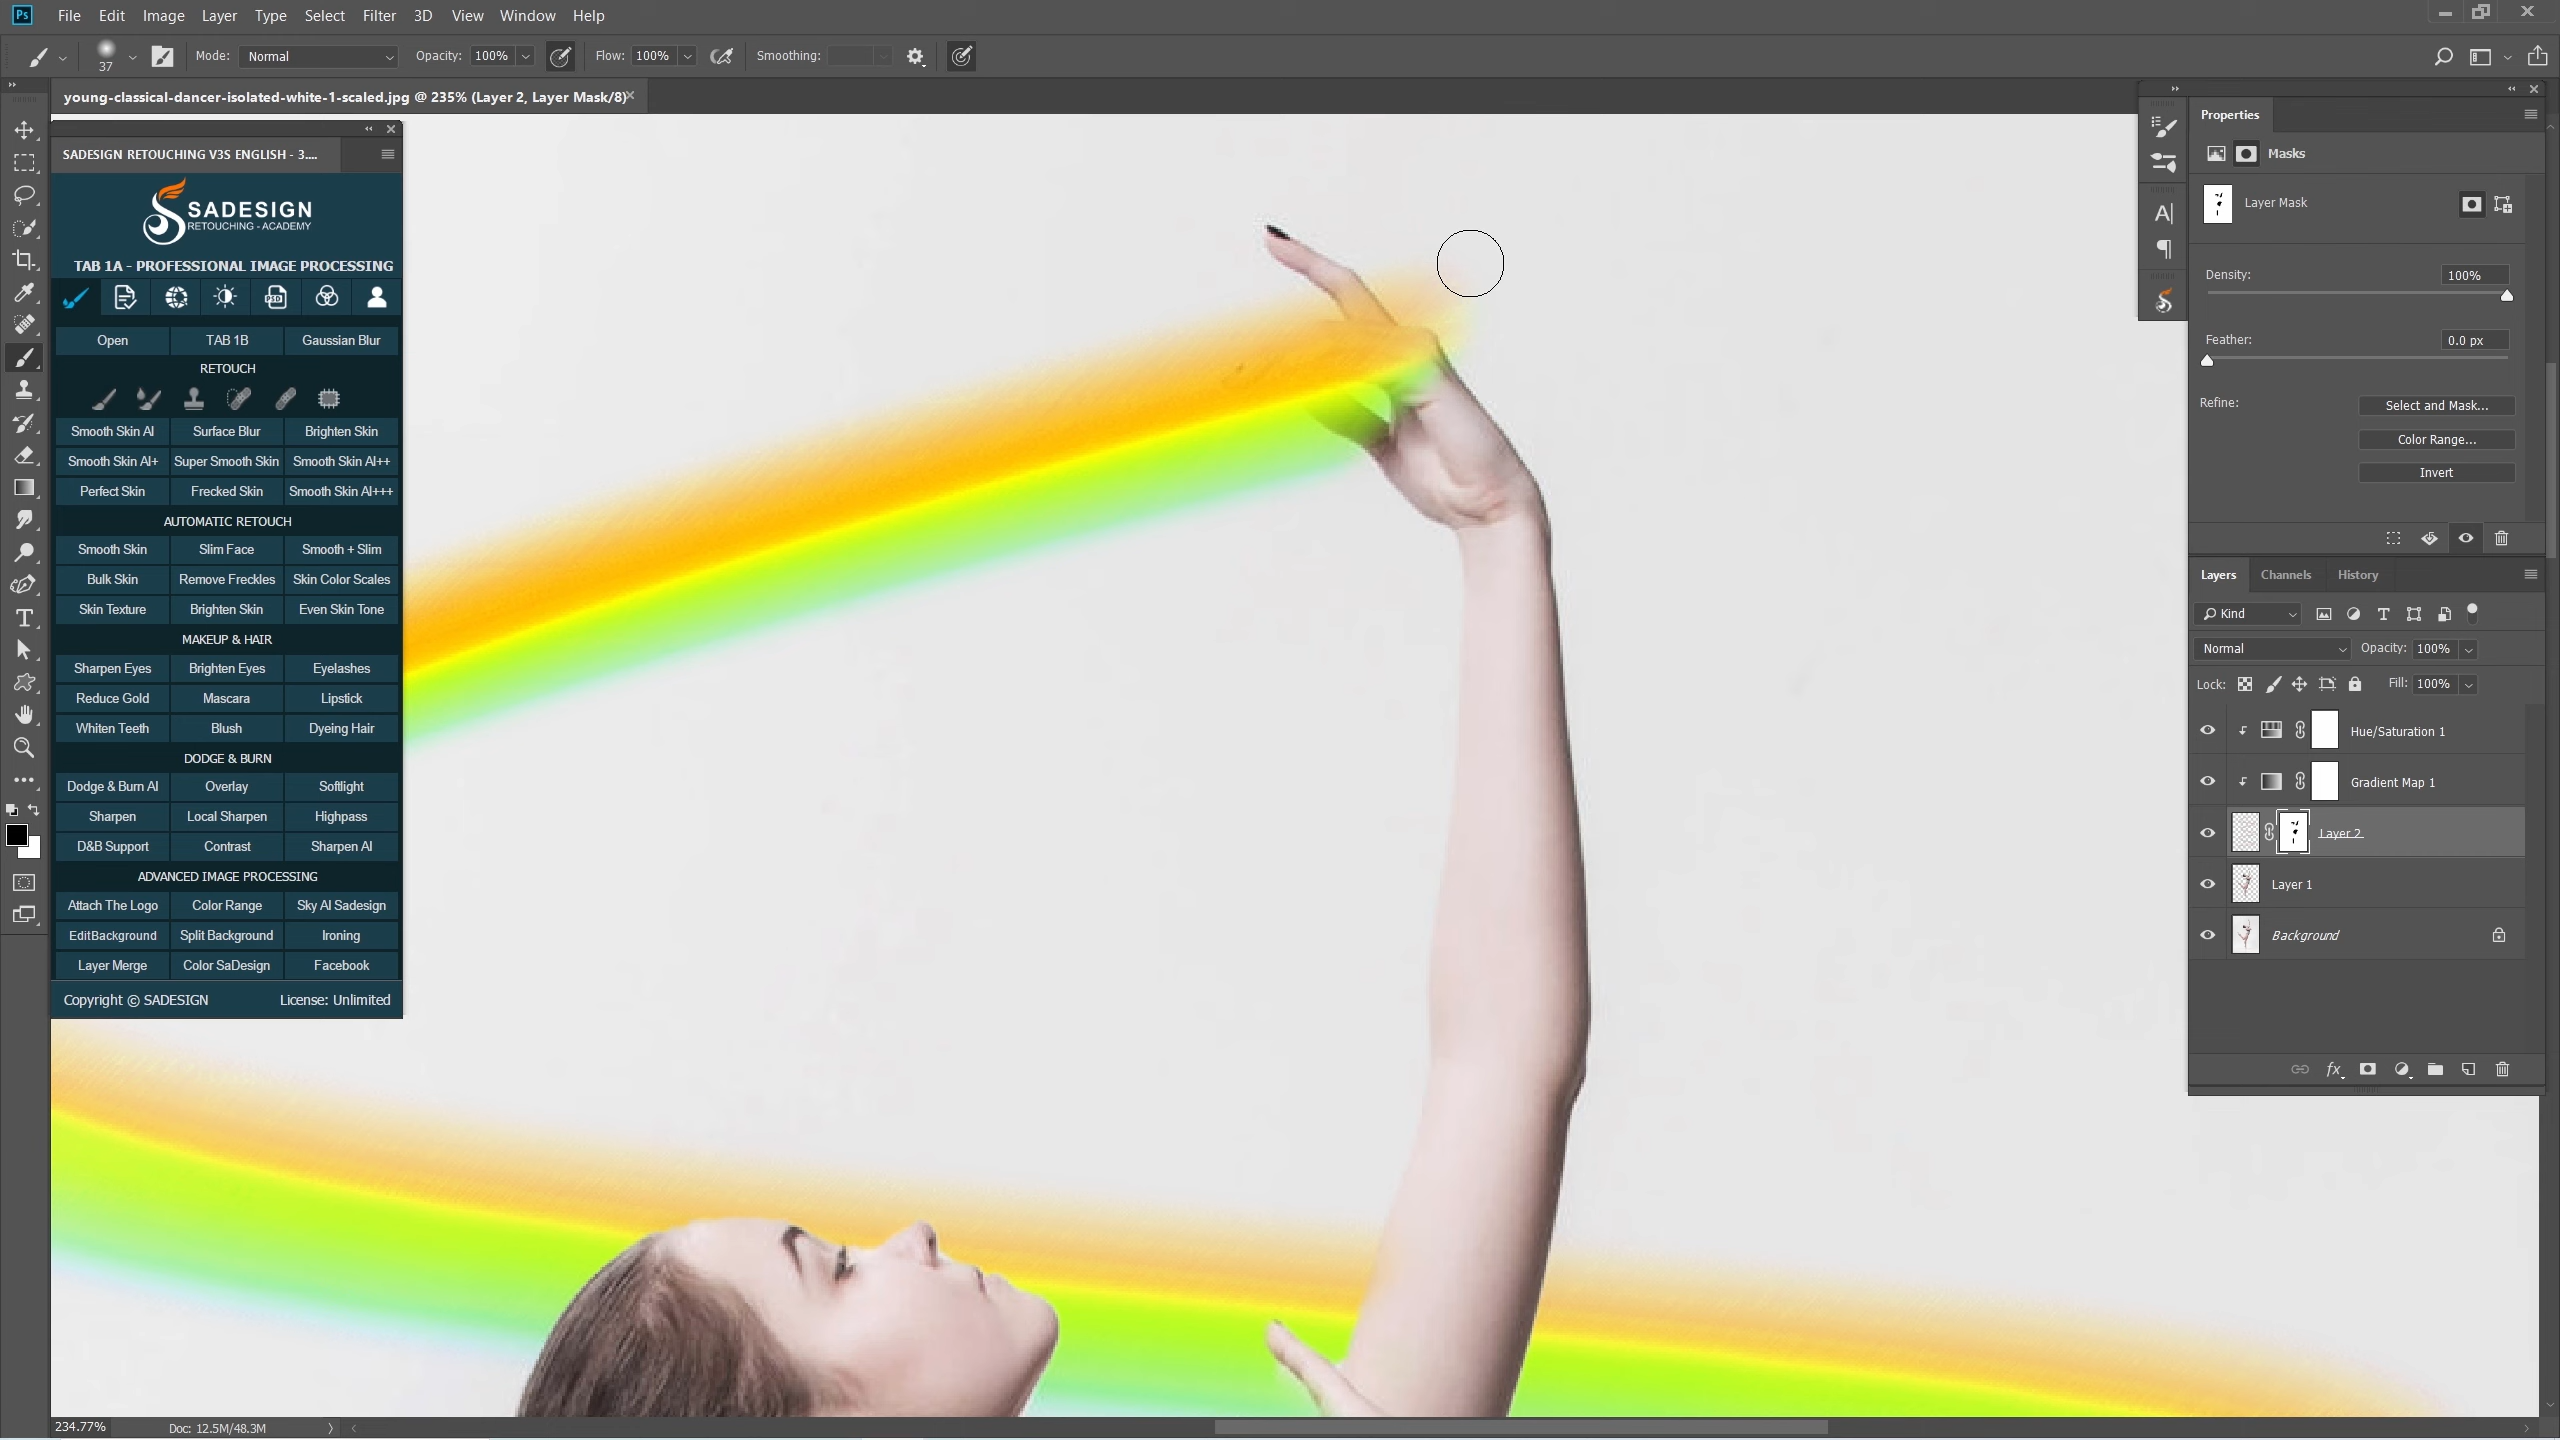 Ps File Edit Image Layer Type Select Filter 3D View Window Help
37 Mode: Normal Opacity: 100% Flow: 100% Smoothing:
young-classical-dancer-isolated-white-1-scaled.jpg @ 235% (Layer 2, Layer Mask/8)
SADESIGN RETOUCHING V3S ENGLISH - 3....
SADESIGN
RETOUCHING - ACADEMY
TAB 1A - PROFESSIONAL IMAGE PROCESSING
PSD
Open TAB 1B Gaussian Blur
RETOUCH
Smooth Skin AI Surface Blur Brighten Skin
Smooth Skin AI+ Super Smooth Skin Smooth Skin AI++
Perfect Skin Frecked Skin Smooth Skin AI+++
AUTOMATIC RETOUCH
Smooth Skin Slim Face Smooth + Slim
Bulk Skin Remove Freckles Skin Color Scales
Skin Texture Brighten Skin Even Skin Tone
MAKEUP & HAIR
Sharpen Eyes Brighten Eyes Eyelashes
Reduce Gold Mascara Lipstick
Whiten Teeth Blush Dyeing Hair
DODGE & BURN
Dodge & Burn AI Overlay Softlight
Sharpen Local Sharpen Highpass
D&B Support Contrast Sharpen AI
ADVANCED IMAGE PROCESSING
Attach The Logo Color Range Sky AI Sadesign
EditBackground Split Background Ironing
Layer Merge Color SaDesign Facebook
Copyright © SADESIGN License: Unlimited
Properties
Masks
Layer Mask
Density: 100%
Feather: 0.0 px
Refine: Select and Mask...
Color Range...
Invert
Layers Channels History
Kind
Normal Opacity: 100%
Lock: Fill: 100%
Hue/Saturation 1
Gradient Map 1
Layer 2
Layer 1
Background
fx
234.77% Doc: 12.5M/48.3M